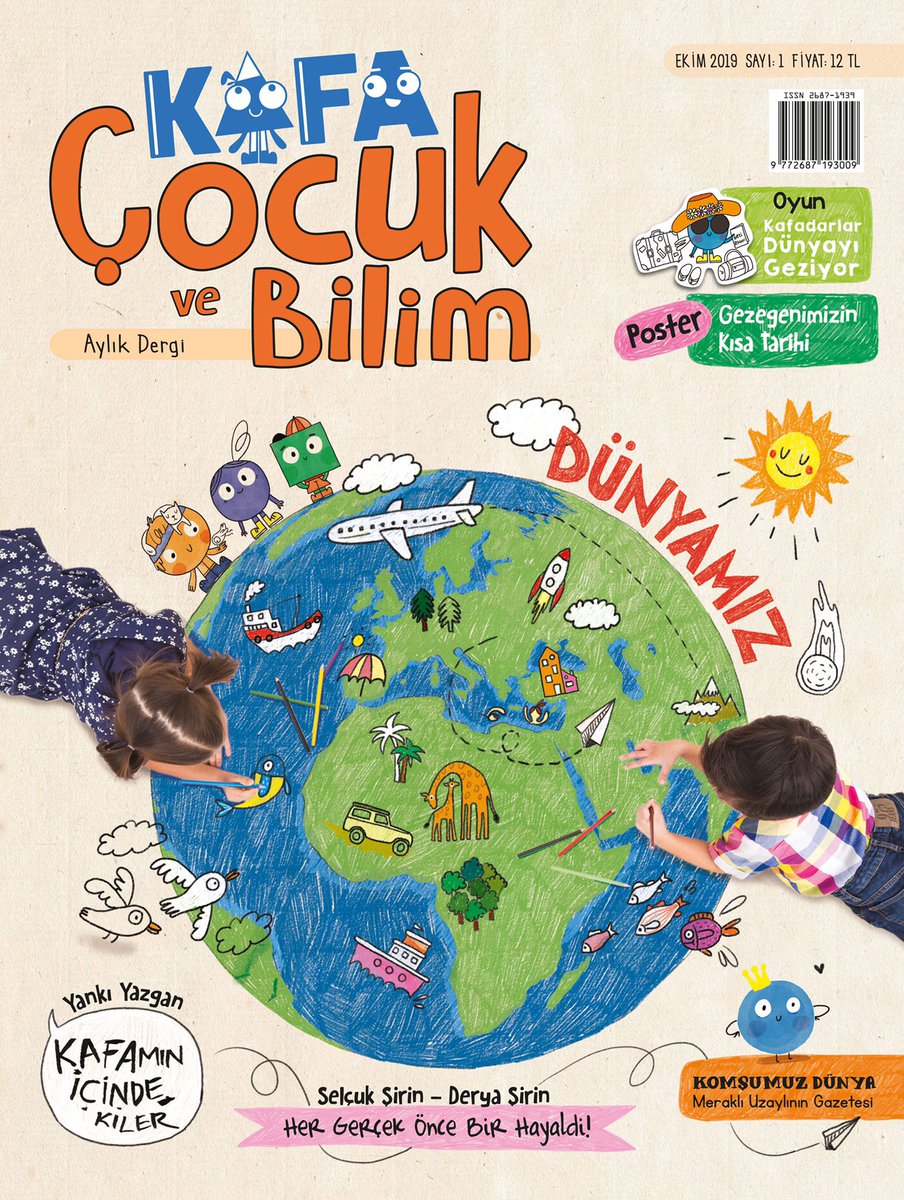 EKİM 2019 SAYI: 1 FİYAT: 12 TL
ISSN 2687-1939
9 772687 193009
KAFA
Çocuk
ve Bilim
Aylık Dergi
Oyun
Kafadarlar
Dünyayı
Geziyor
Poster
Gezegenimizin
Kısa Tarihi
DÜNYAMIZ
Yankı Yazgan
KAFAMIN
İÇİNDE
KİLER
Selçuk Şirin – Derya Şirin
Her Gerçek Önce Bir Hayaldi!
KOMŞUMUZ DÜNYA
Meraklı Uzaylının Gazetesi